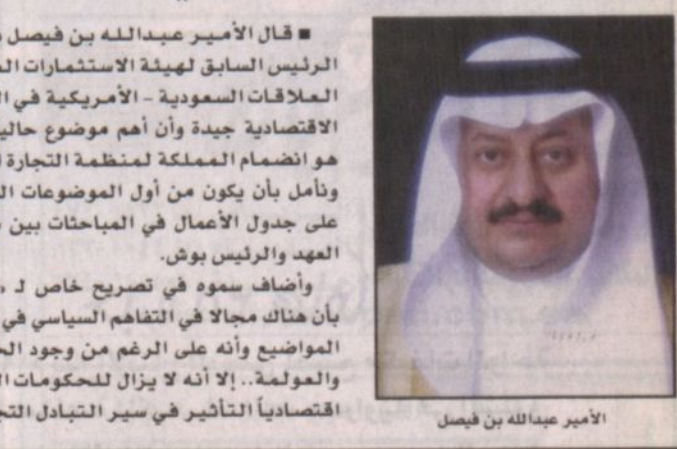 ■ قال الأمير عبدالله بن فيصل
الرئيس السابق لهيئة الاستثمارات
العلاقات السعودية - الأمريكية في
الاقتصادية جيدة وأن أهم موضوع
هو انضمام المملكة لمنظمة التجارة
ونأمل بأن يكون من أول الموضوعات
على جدول الأعمال في المباحثات بين
العهد والرئيس بوش.
وأضاف سموه في تصريح خاص لـ
بأن هناك مجالا في التفاهم السياسي في
المواضيع وأنه على الرغم من وجود
والعولمة.. إلا أنه لا يزال للحكومات
اقتصادياً التأثير في سير التبادل
الأمير عبدالله بن فيصل